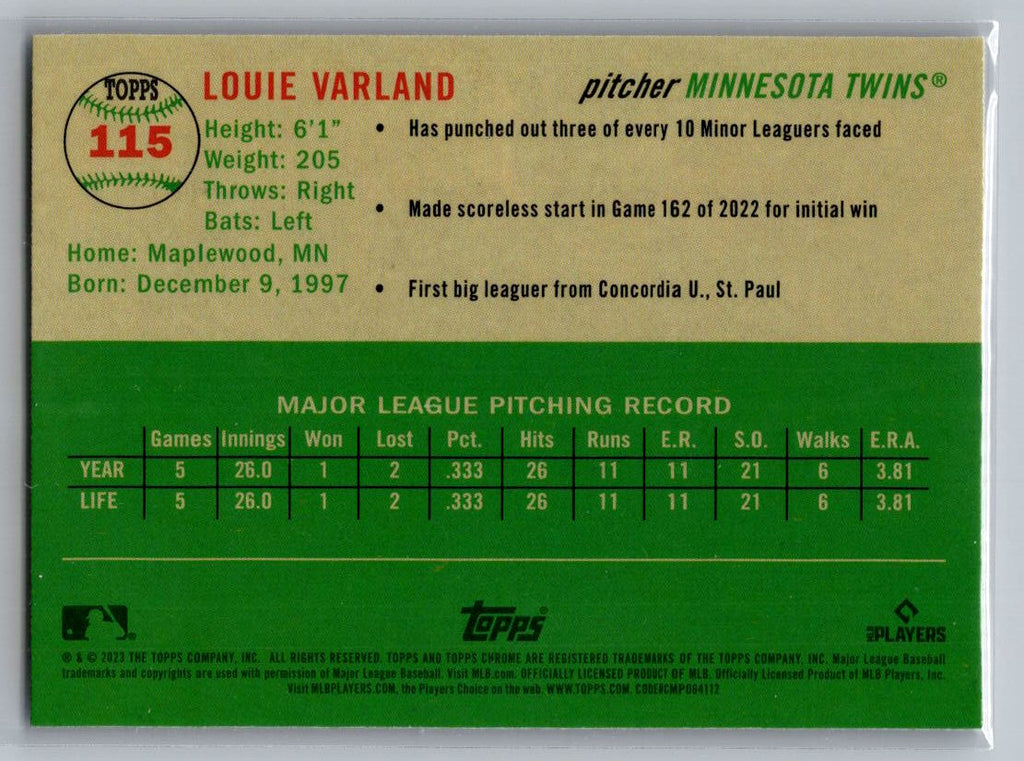 TOPPS
115
LOUIE VARLAND
pitcher MINNESOTA TWINS®
Height: 6'1"
Weight: 205
Throws: Right
Bats: Left
Home: Maplewood, MN
Born: December 9, 1997
• Has punched out three of every 10 Minor Leaguers faced
• Made scoreless start in Game 162 of 2022 for initial win
• First big leaguer from Concordia U., St. Paul
MAJOR LEAGUE PITCHING RECORD
Games Innings Won Lost Pct. Hits Runs E.R. S.O. Walks E.R.A.
YEAR 5 26.0 1 2 .333 26 11 11 21 6 3.81
LIFE 5 26.0 1 2 .333 26 11 11 21 6 3.81
Topps®
MLB PLAYERS
® & © 2023 THE TOPPS COMPANY, INC. ALL RIGHTS RESERVED. TOPPS AND TOPPS CHROME ARE REGISTERED TRADEMARKS OF THE TOPPS COMPANY, INC. Major League Baseball
trademarks and copyrights are used with permission of Major League Baseball. Visit MLB.com. OFFICIALLY LICENSED PRODUCT OF MLB. Officially Licensed Product of MLB Players, Inc.
Visit MLBPLAYERS.COM, the Players Choice on the web. WWW.TOPPS.COM. CODE#CMP064112